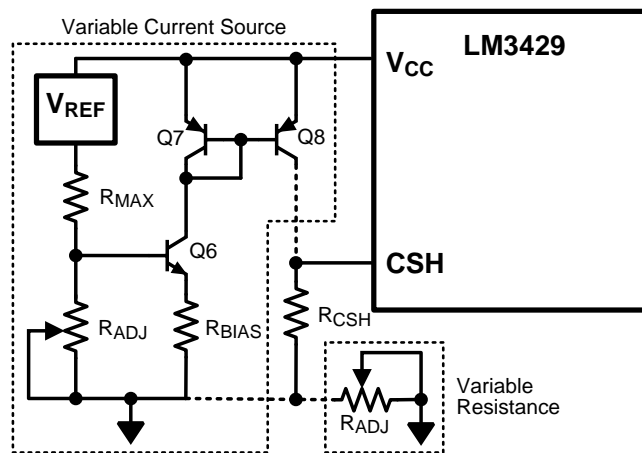 Variable Current Source
LM3429
VCC
VREF
Q7
Q8
RMAX
Q6
CSH
RADJ
RBIAS
RCSH
Variable
Resistance
RADJ